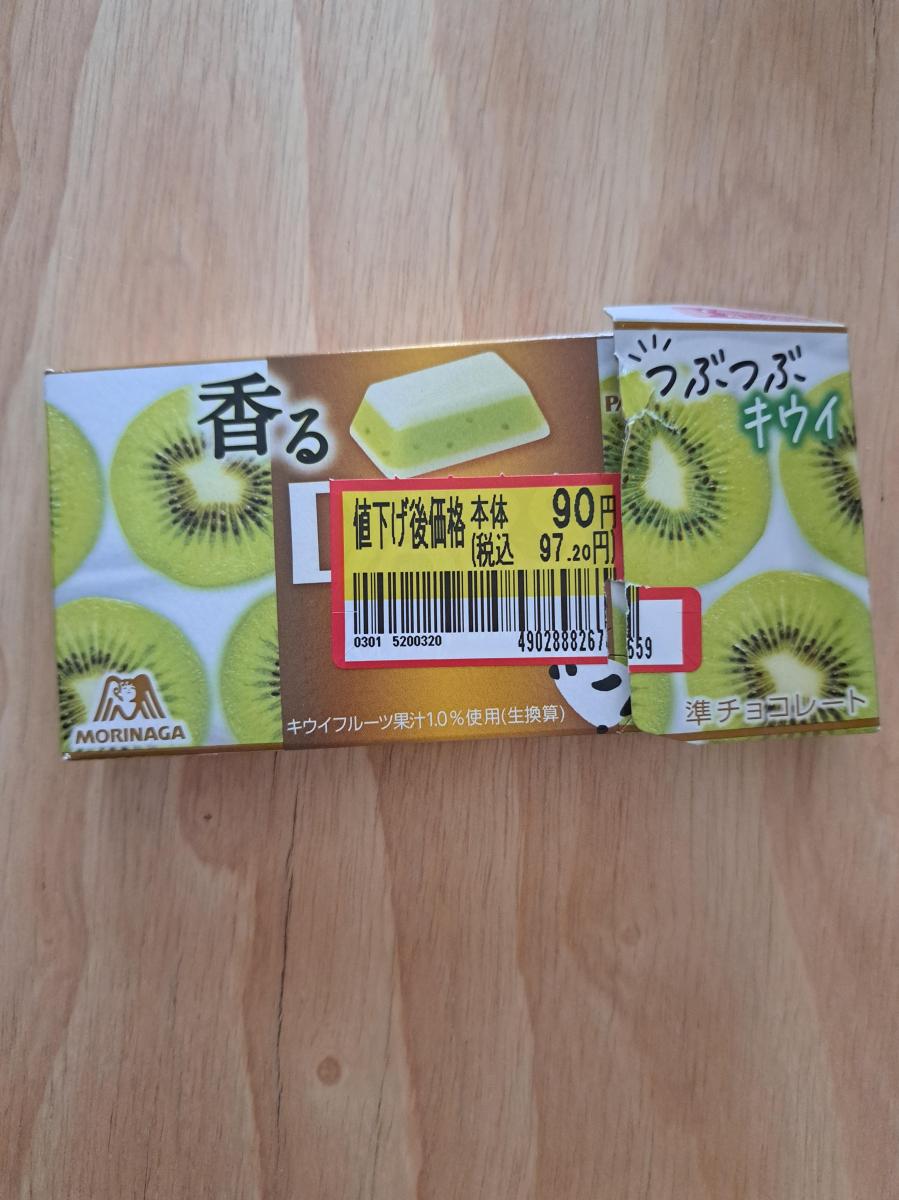 香る
つぶつぶ
キウイ
値下げ後価格 本体 90円
(税込 97.20円)
0301 5200320
MORINAGA
キウイフルーツ果汁1.0%使用(生換算)
準チョコレート